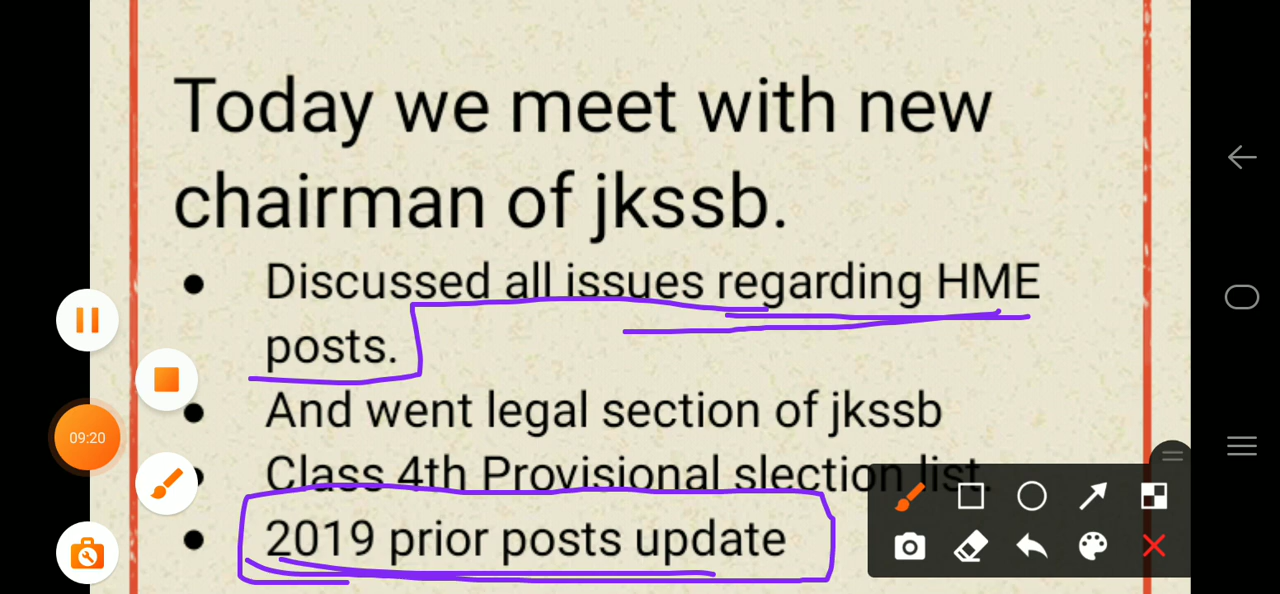 Today we meet with new
chairman of jkssb.
Discussed all issues regarding HME
posts.
And went legal section of jkssb
Class 4th Provisional slection list.
2019 prior posts update
09:20